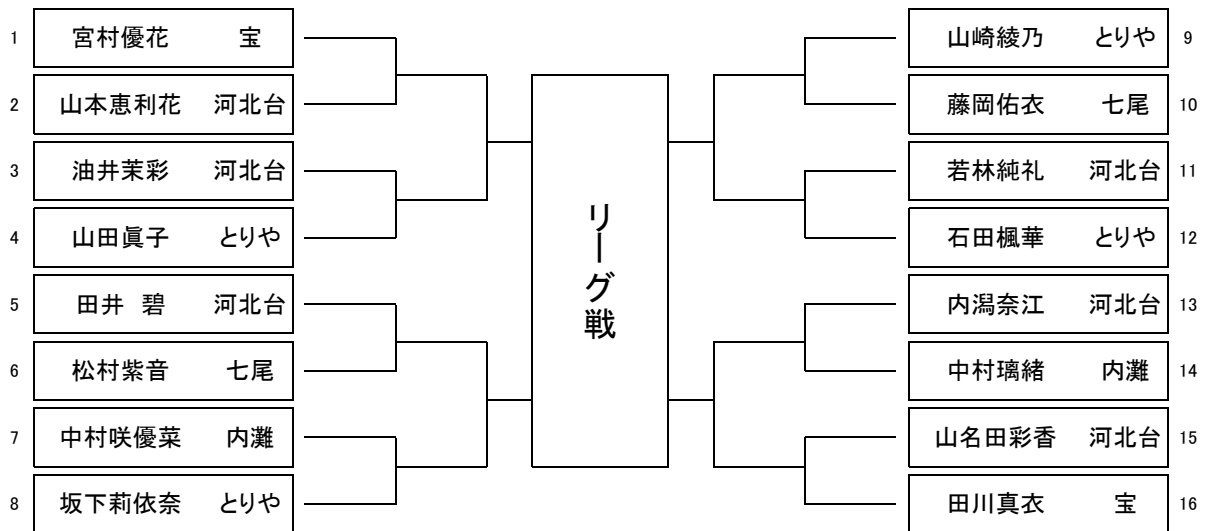 1 宮村優花 宝
2 山本恵利花 河北台
3 油井茉彩 河北台
4 山田眞子 とりや
5 田井 碧 河北台
6 松村紫音 七尾
7 中村咲優菜 内灘
8 坂下莉依奈 とりや
リーグ戦
山崎綾乃 とりや 9
藤岡佑衣 七尾 10
若林純礼 河北台 11
石田楓華 とりや 12
内潟奈江 河北台 13
中村璃緒 内灘 14
山名田彩香 河北台 15
田川真衣 宝 16